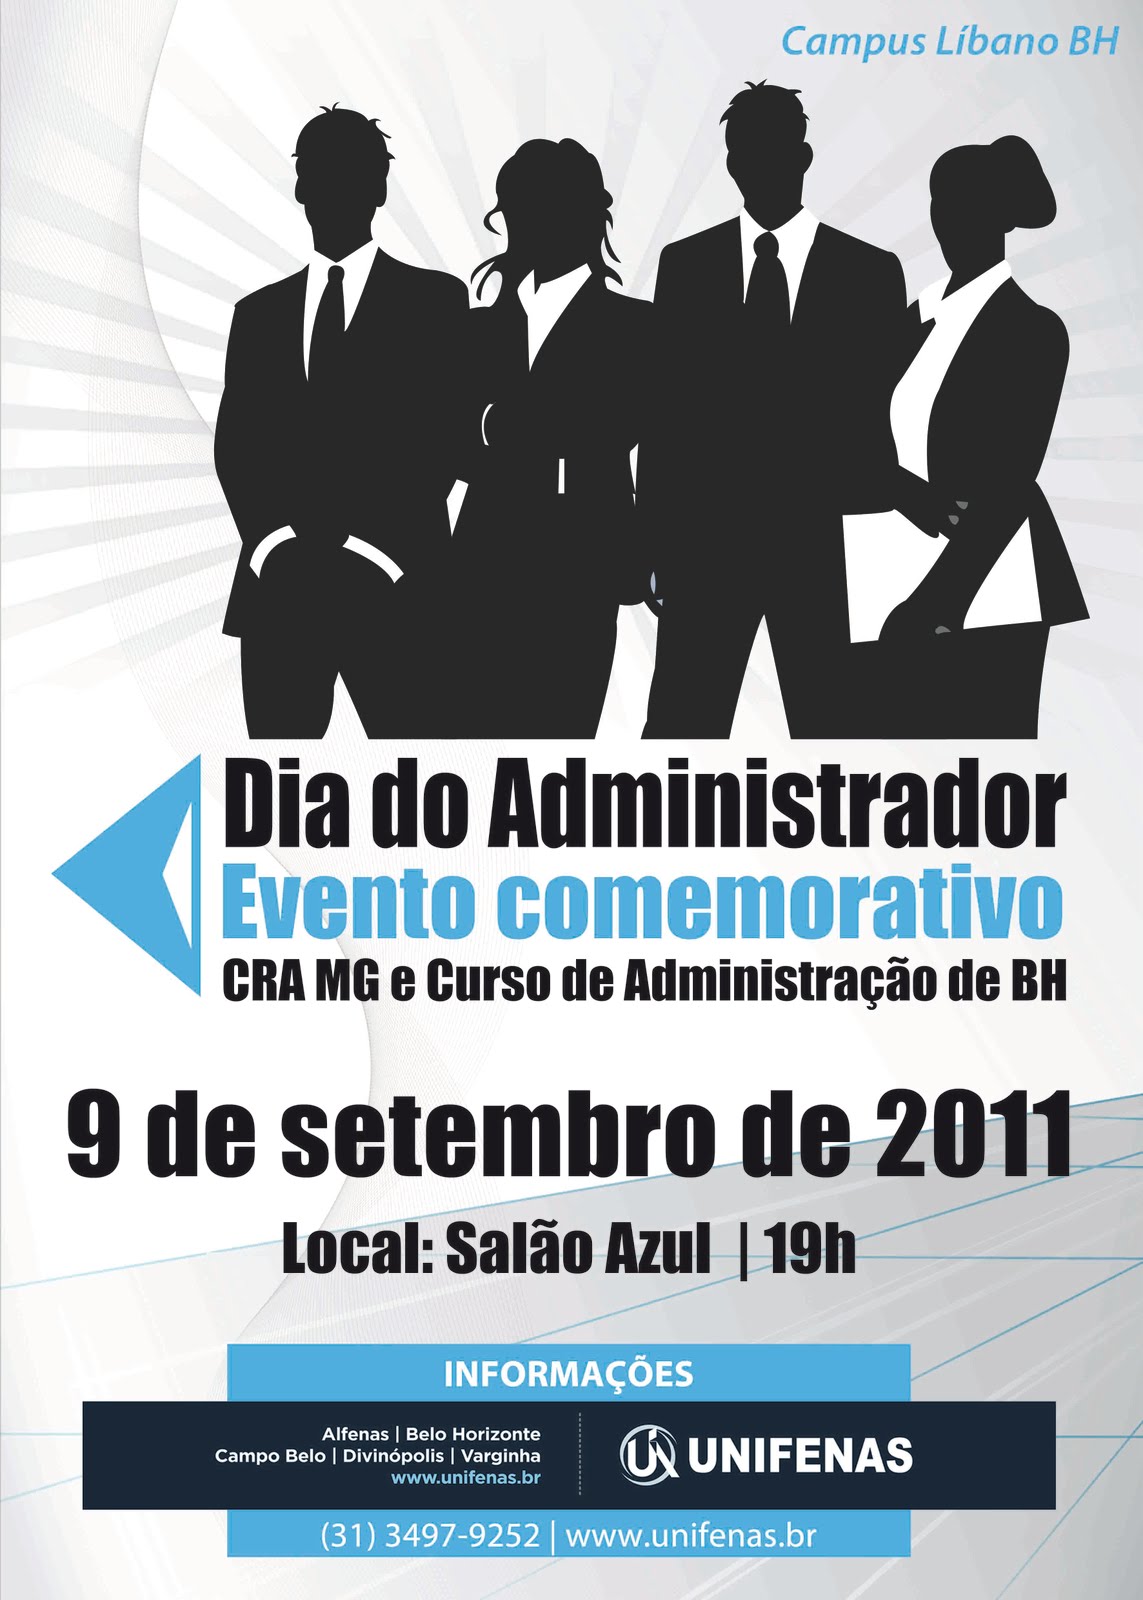 Campus Líbano BH
Dia do Administrador
Evento comemorativo
CRA MG e Curso de Administração de BH
9 de setembro de 2011
Local: Salão Azul | 19h
INFORMAÇÕES
Alfenas | Belo Horizonte
Campo Belo | Divinópolis | Varginha
www.unifenas.br
UNIFENAS
(31) 3497-9252 | www.unifenas.br